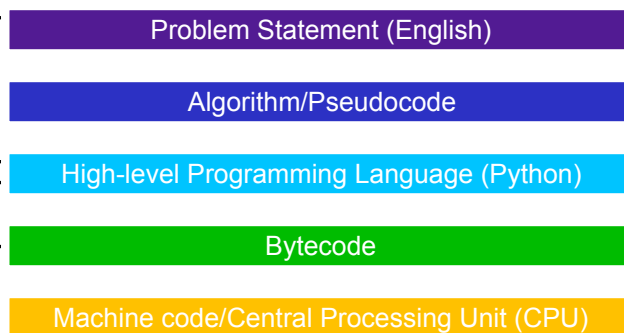 Problem Statement (English)
Algorithm/Pseudocode
High-level Programming Language (Python)
Bytecode
Machine code/Central Processing Unit (CPU)